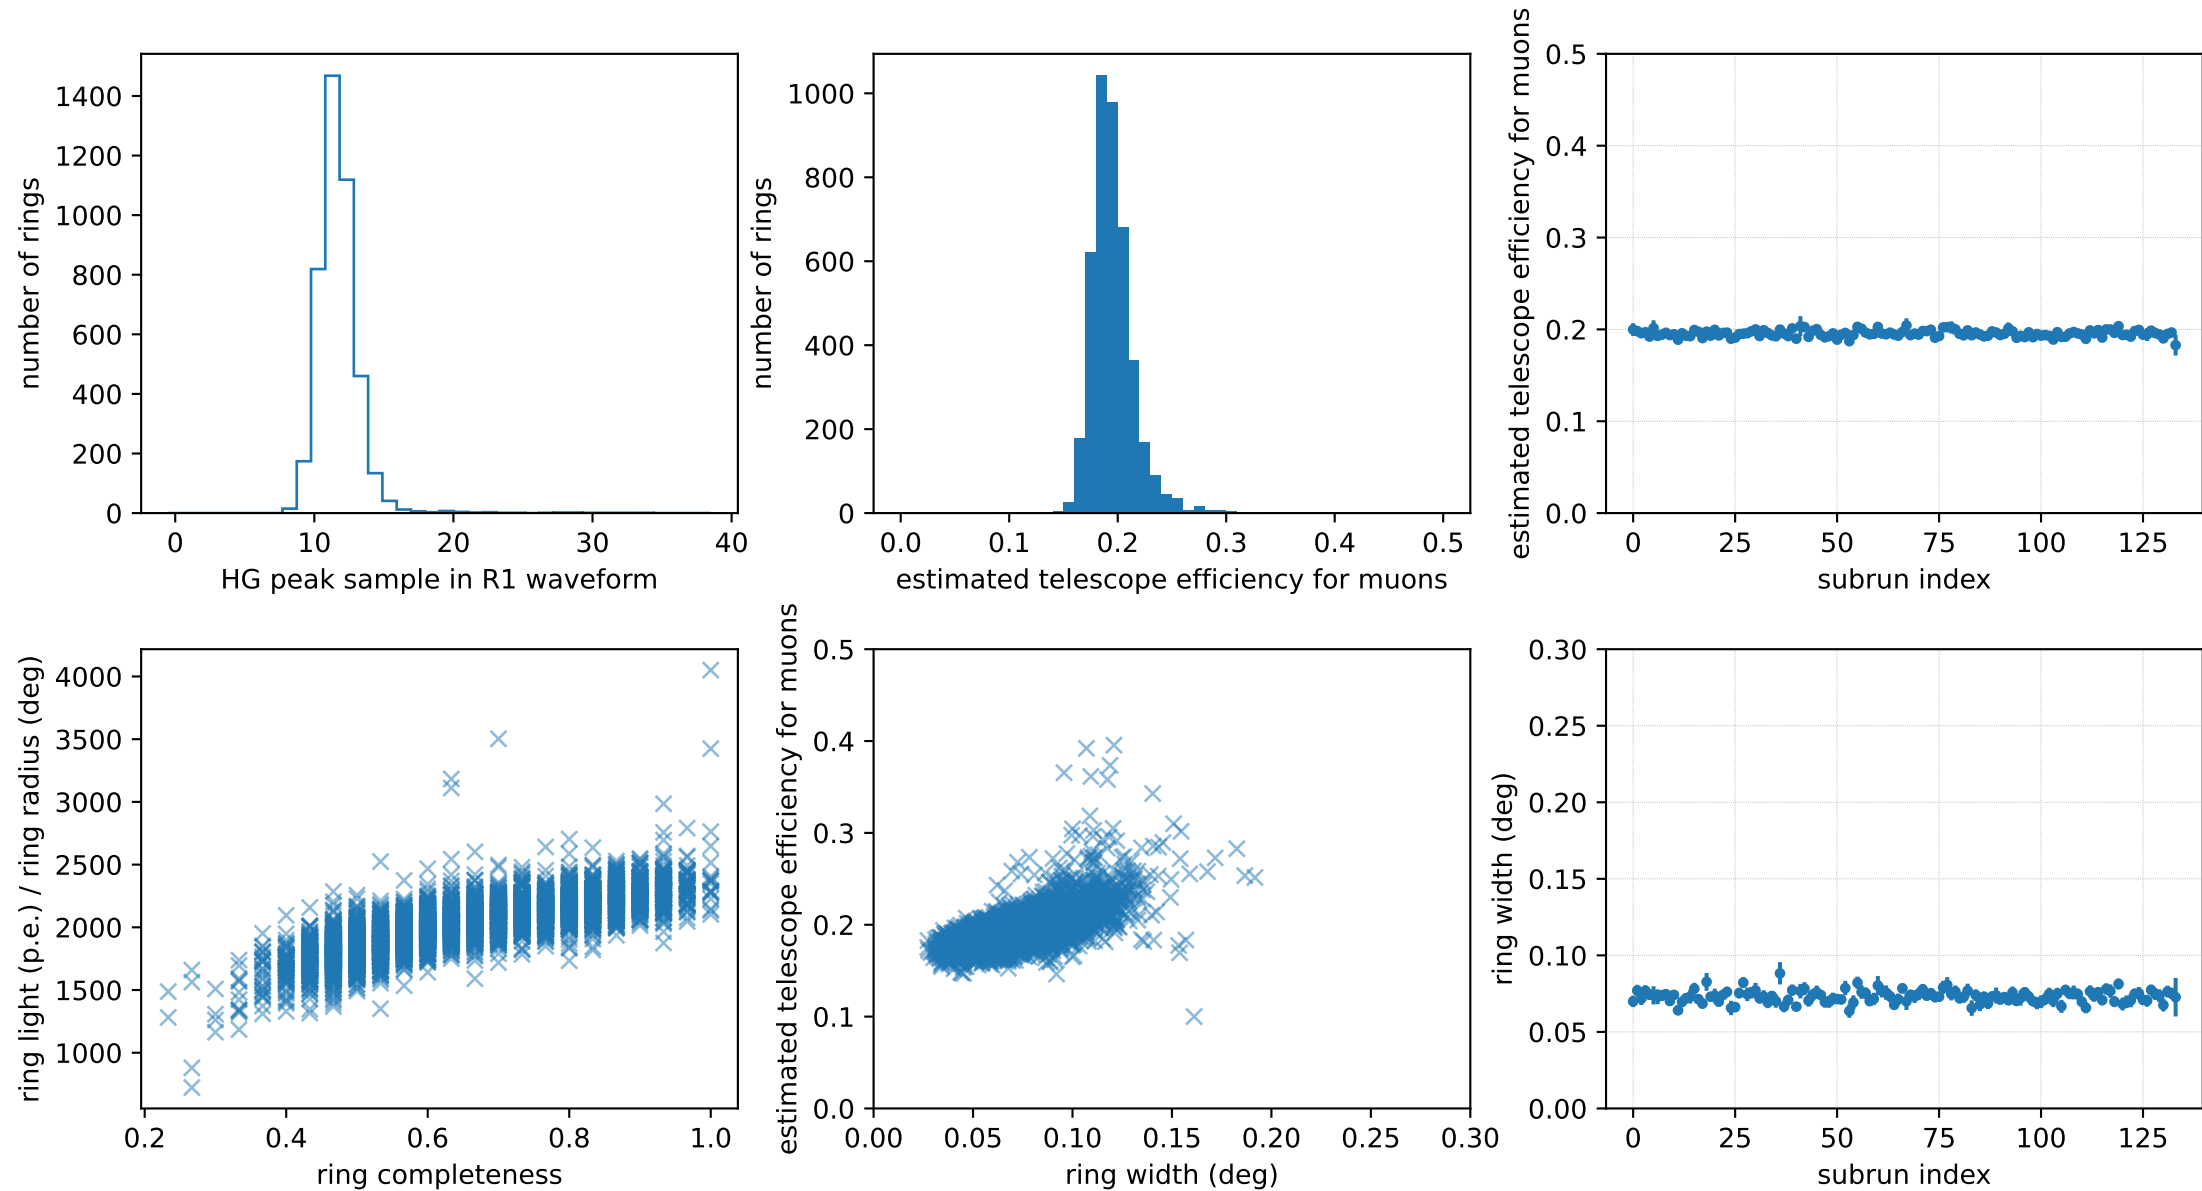 number of rings
1400
1200
1000
800
600
400
200
0
0 10 20 30 40
HG peak sample in R1 waveform
number of rings
1000
800
600
400
200
0
0.0 0.1 0.2 0.3 0.4 0.5
estimated telescope efficiency for muons
estimated telescope efficiency for muons
0.5
0.4
0.3
0.2
0.1
0.0
0 25 50 75 100 125
subrun index
ring light (p.e.) / ring radius (deg)
4000
3500
3000
2500
2000
1500
1000
0.2 0.4 0.6 0.8 1.0
ring completeness
estimated telescope efficiency for muons
0.5
0.4
0.3
0.2
0.1
0.0
0.00 0.05 0.10 0.15 0.20 0.25 0.30
ring width (deg)
ring width (deg)
0.30
0.25
0.20
0.15
0.10
0.05
0.00
0 25 50 75 100 125
subrun index